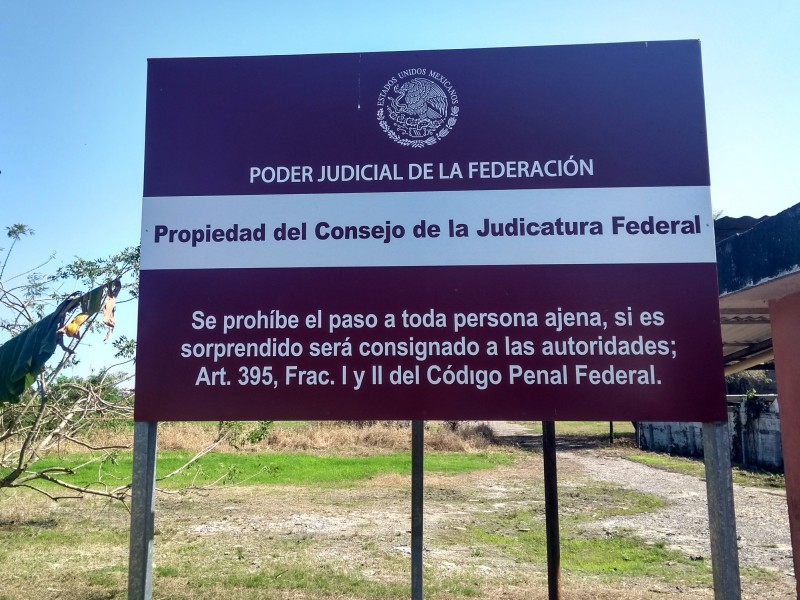 ESTADOS UNIDOS MEXICANOS
PODER JUDICIAL DE LA FEDERACIÓN
Propiedad del Consejo de la Judicatura Federal
Se prohíbe el paso a toda persona ajena, si es
sorprendido será consignado a las autoridades;
Art. 395, Frac. I y II del Código Penal Federal.